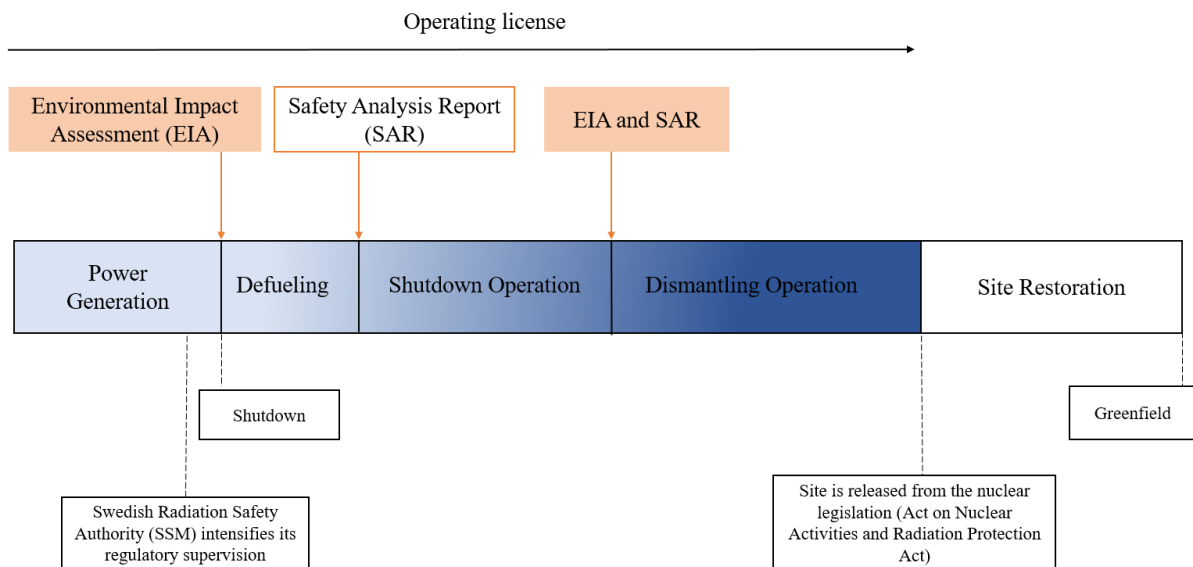 Operating license
Environmental Impact
Assessment (EIA)
Safety Analysis Report
(SAR)
EIA and SAR
Power
Generation
Defueling
Shutdown Operation
Dismantling Operation
Site Restoration
Shutdown
Greenfield
Swedish Radiation Safety
Authority (SSM) intensifies its
regulatory supervision
Site is released from the nuclear
legislation (Act on Nuclear
Activities and Radiation Protection
Act)